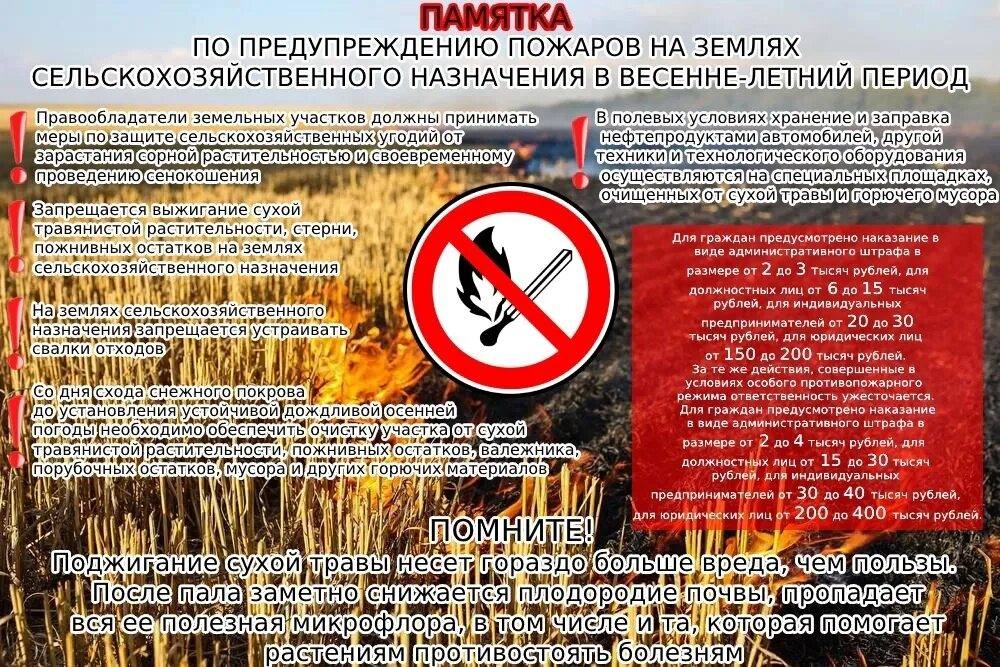 ПАМЯТКА
ПО ПРЕДУПРЕЖДЕНИЮ ПОЖАРОВ НА ЗЕМЛЯХ
СЕЛЬСКОХОЗЯЙСТВЕННОГО НАЗНАЧЕНИЯ В ВЕСЕННЕ-ЛЕТНИЙ ПЕРИОД
Правообладатели земельных участков должны принимать
меры по защите сельскохозяйственных угодий от
зарастания сорной растительностью и своевременному
проведению сенокошения
Запрещается выжигание сухой
травянистой растительности, стерни,
пожнивных остатков на землях
сельскохозяйственного назначения
На землях сельскохозяйственного
назначения запрещается устраивать
свалки отходов
Со дня схода снежного покрова
до установления устойчивой дождливой осенней
погоды необходимо обеспечить очистку участка от сухой
травянистой растительности, пожнивных остатков, валежника,
порубочных остатков, мусора и других горючих материалов
В полевых условиях хранение и заправка
нефтепродуктами автомобилей, другой
техники и технологического оборудования
осуществляются на специальных площадках,
очищенных от сухой травы и горючего мусора
Для граждан предусмотрено наказание в
виде административного штрафа в
размере от 2 до 3 тысяч рублей, для
должностных лиц от 6 до 15 тысяч
рублей, для индивидуальных
предпринимателей от 20 до 30
тысяч рублей, для юридических лиц
от 150 до 200 тысяч рублей.
За те же действия, совершенные в
условиях особого противопожарного
режима ответственность ужесточается.
Для граждан предусмотрено наказание
в виде административного штрафа в
размере от 2 до 4 тысяч рублей, для
должностных лиц от 15 до 30 тысяч
рублей, для индивидуальных
предпринимателей от 30 до 40 тысяч рублей,
для юридических лиц от 200 до 400 тысяч рублей.
ПОМНИТЕ!
Поджигание сухой травы несет гораздо больше вреда, чем пользы.
После пала заметно снижается плодородие почвы, пропадает
вся ее полезная микрофлора, в том числе и та, которая помогает
растениям противостоять болезням